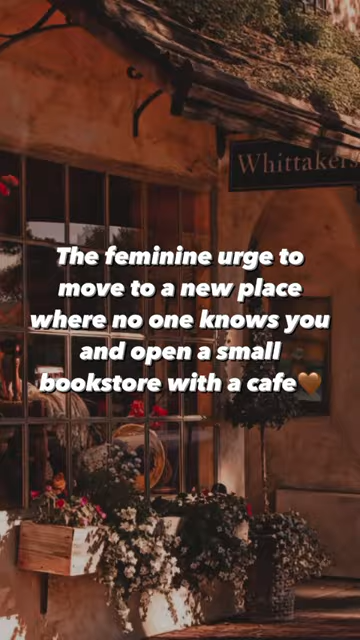 Whittakers
The feminine urge to
move to a new place
where no one knows you
and open a small
bookstore with a cafe🧡